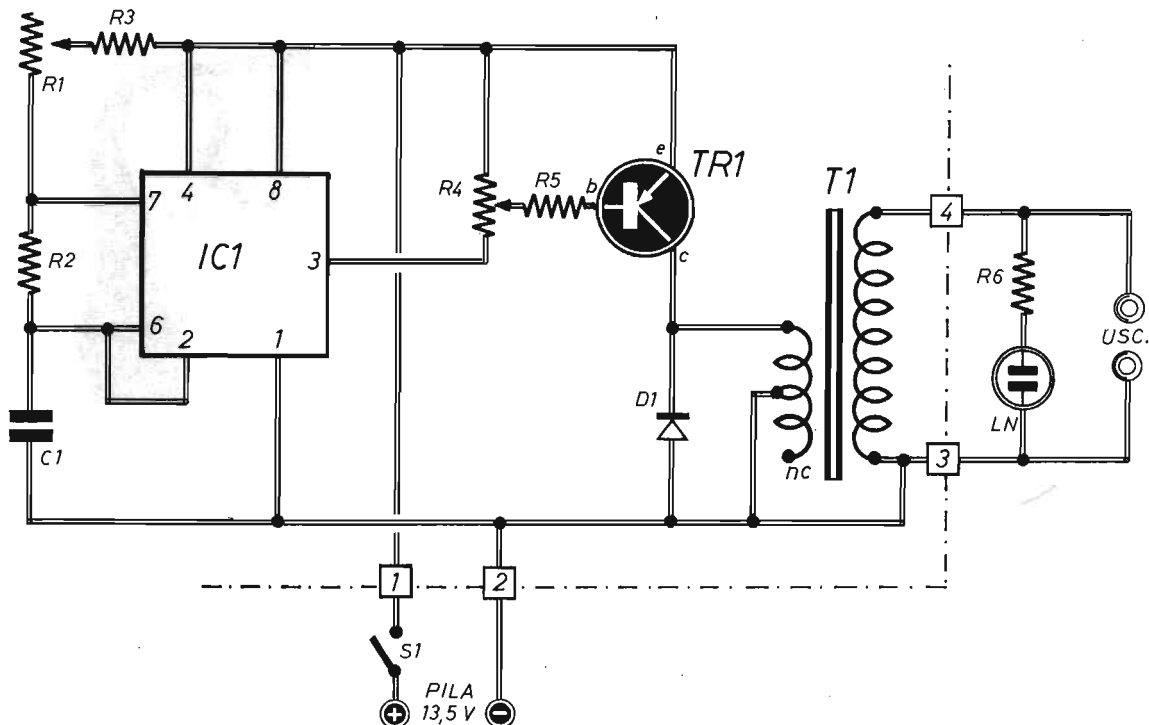 R3
R1
4
8
7
R2
IC1
3
6
2
1
C1
R4
R5
b
e
c
TR1
T1
D1
nc
4
R6
USC.
LN
3
1
2
S1
PILA
13,5 V
+
−